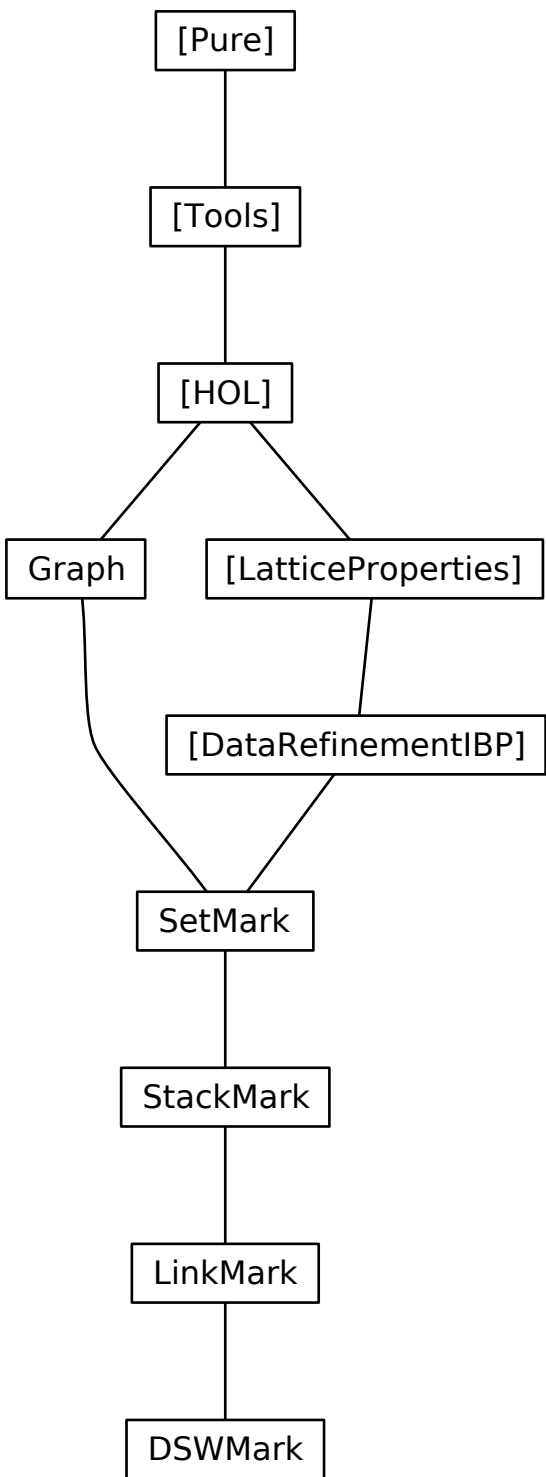 [Pure]
[Tools]
[HOL]
Graph
[LatticeProperties]
[DataRefinementIBP]
SetMark
StackMark
LinkMark
DSWMark